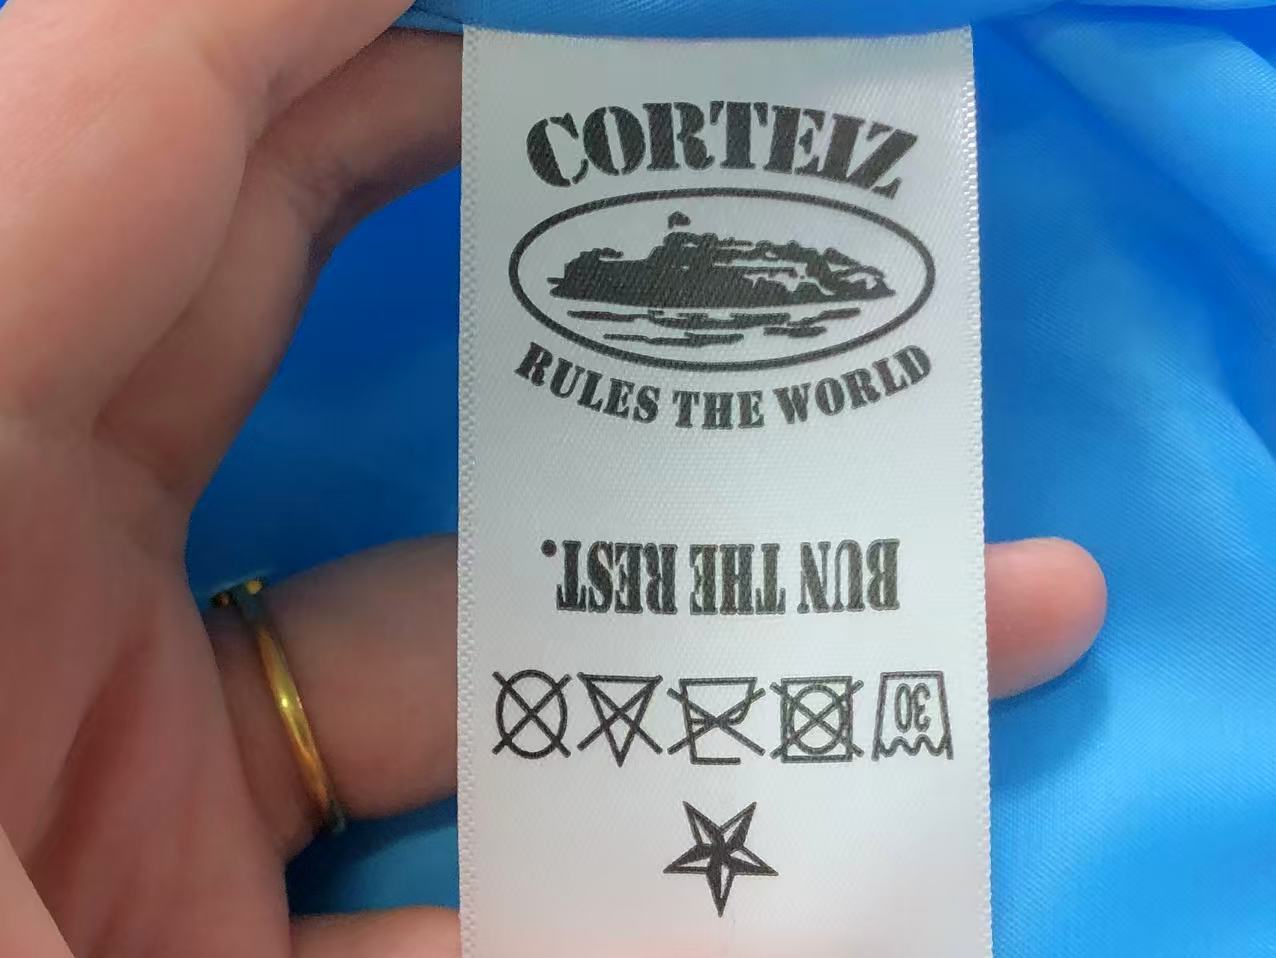 CORTEIZ
RULES THE WORLD
BUN THE REST.
30